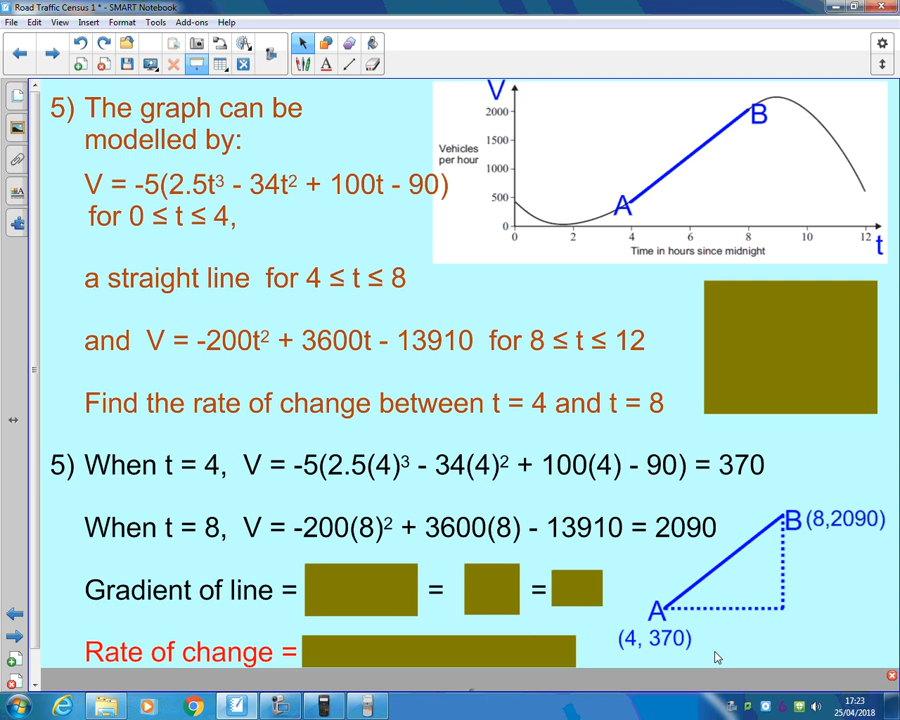 Road Traffic Census 1 * - SMART Notebook
File Edit View Insert Format Tools Add-ons Help
5) The graph can be
modelled by:
V = -5(2.5t³ - 34t² + 100t - 90)
for 0 ≤ t ≤ 4,
a straight line for 4 ≤ t ≤ 8
and V = -200t² + 3600t - 13910 for 8 ≤ t ≤ 12
Find the rate of change between t = 4 and t = 8
V
2000
1500
1000
500
0
Vehicles
per hour
A
B
0 2 4 6 8 10 12
t
Time in hours since midnight
5) When t = 4, V = -5(2.5(4)³ - 34(4)² + 100(4) - 90) = 370
When t = 8, V = -200(8)² + 3600(8) - 13910 = 2090
Gradient of line = = =
Rate of change =
B (8,2090)
A
(4, 370)
17:23
25/04/2018